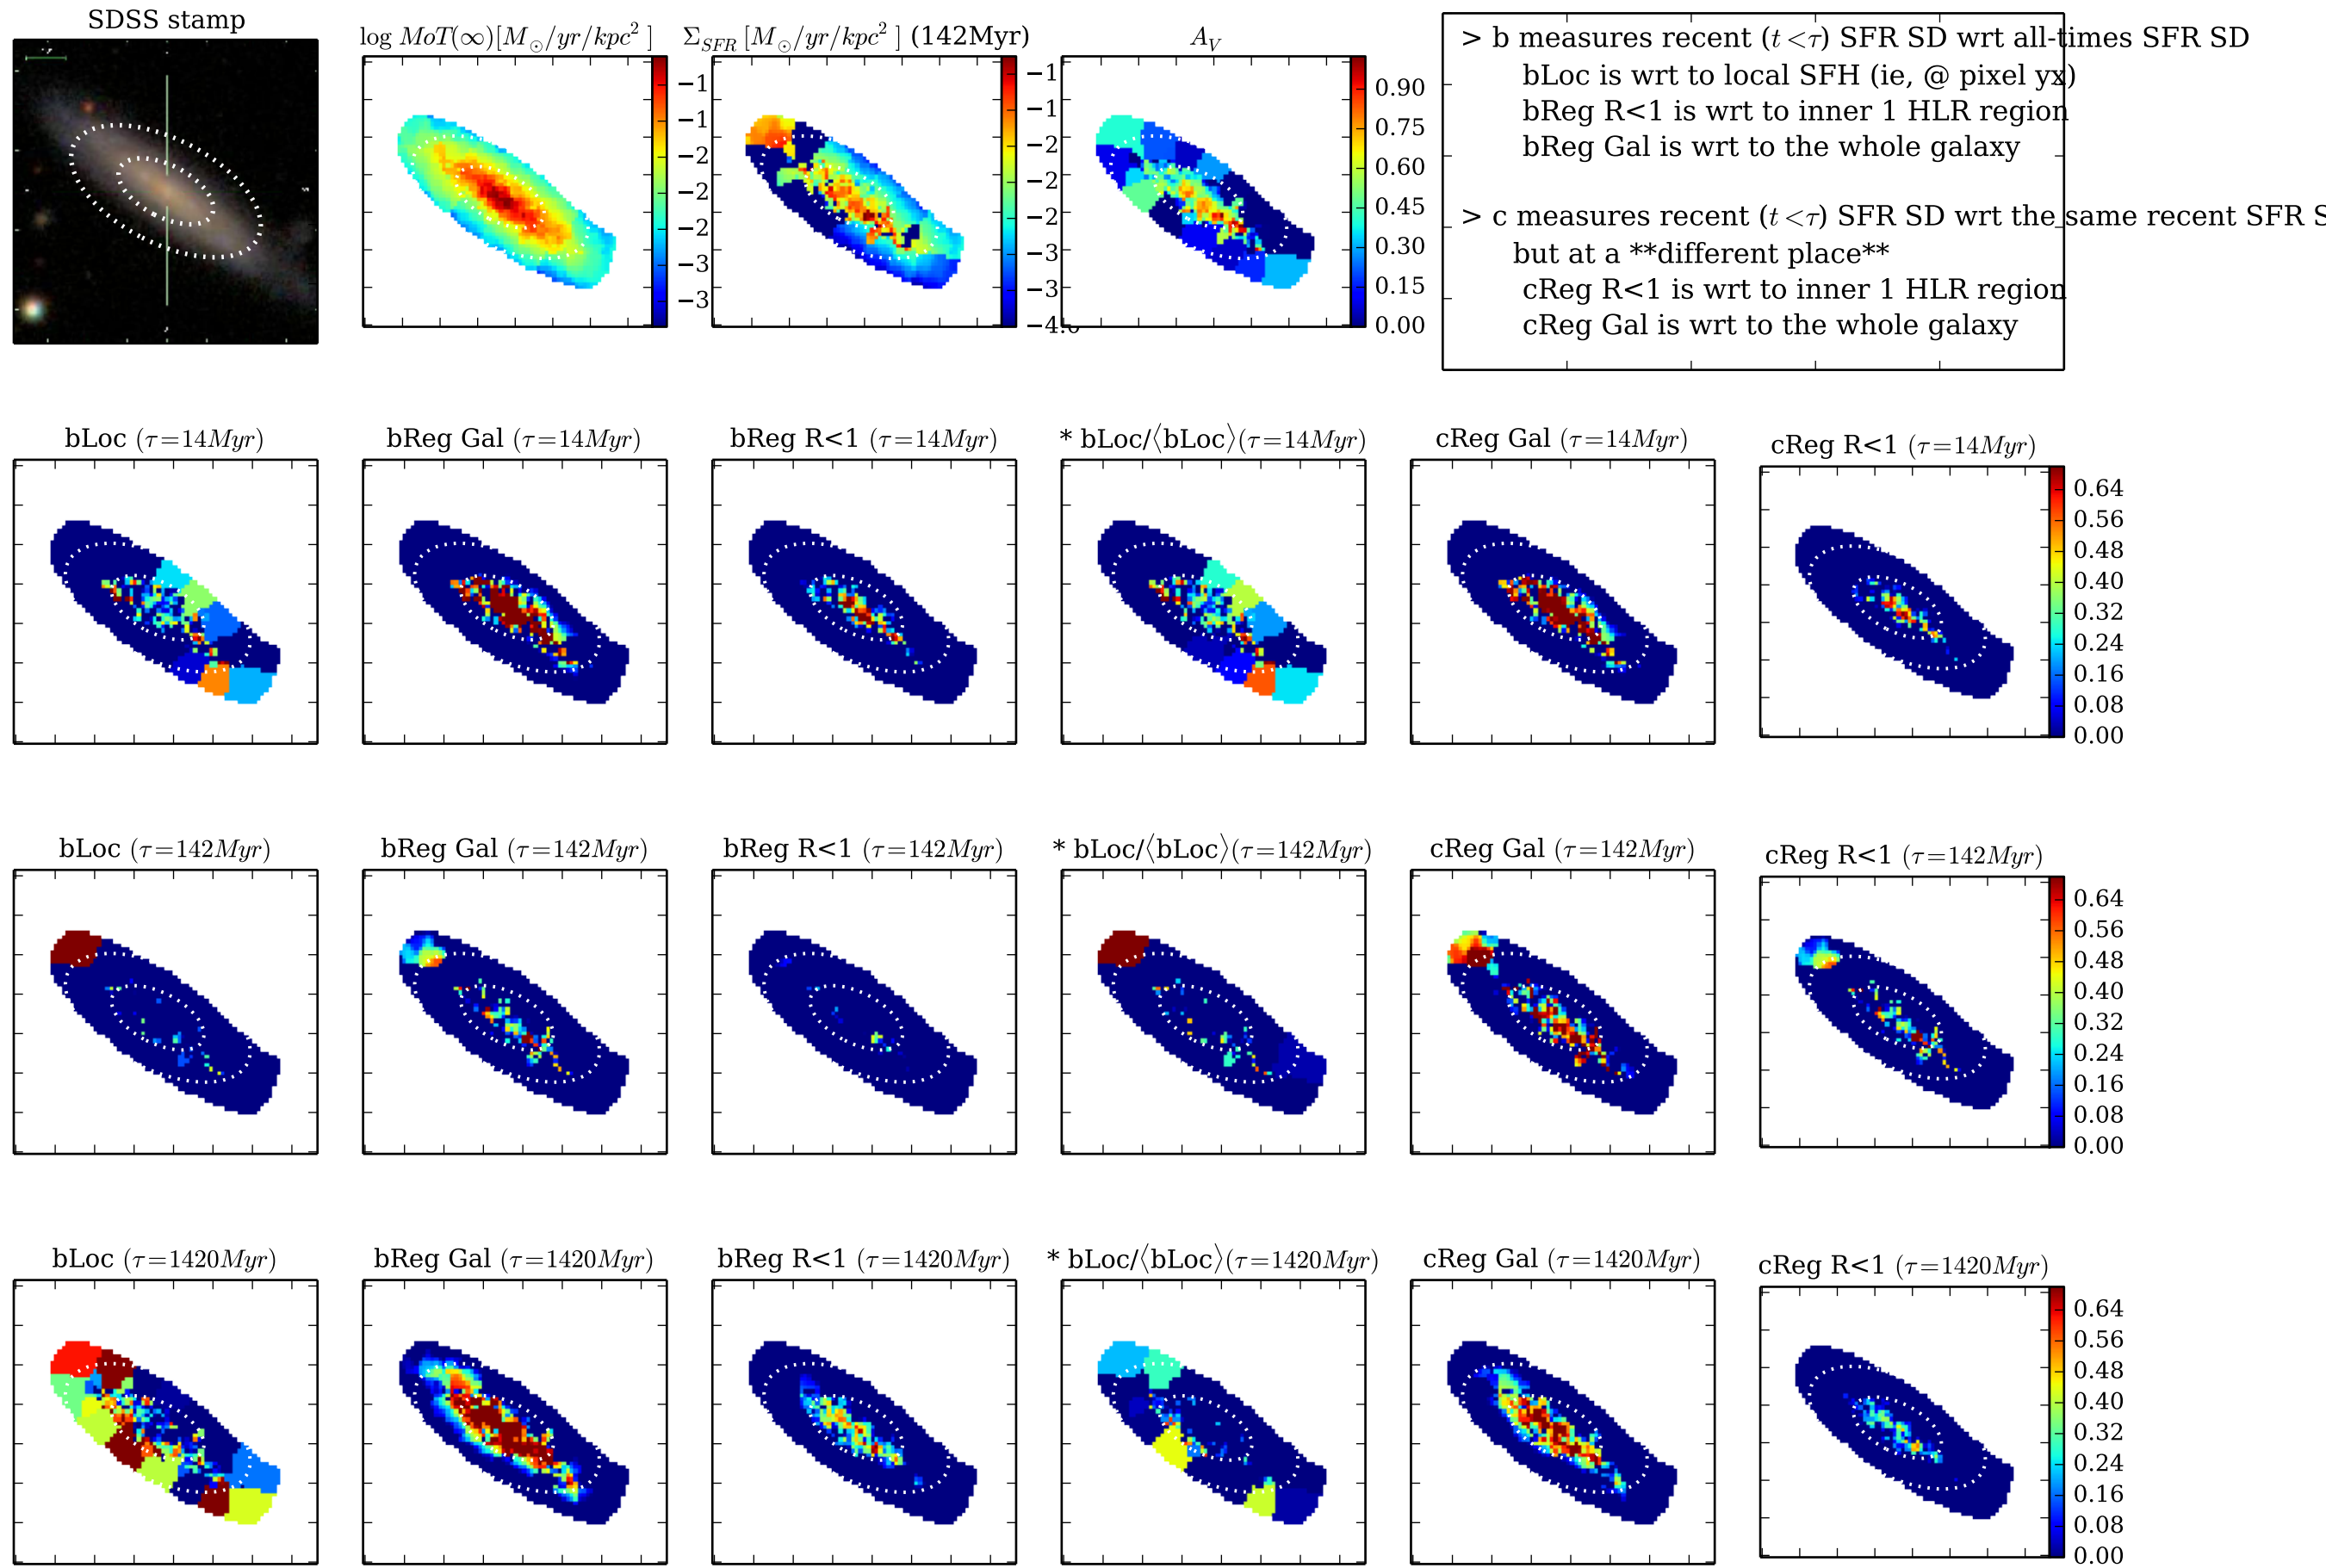 SDSS stamp
log MoT(∞)[M⊙/yr/kpc²]
Σ_SFR [M⊙/yr/kpc²] (142Myr)
A_V
−1
−1
−2
−2
−2
−3
−3
−1
−1
−2
−2
−2
−3
−3
−4.0
0.90
0.75
0.60
0.45
0.30
0.15
0.00
> b measures recent (t<τ) SFR SD wrt all-times SFR SD
bLoc is wrt to local SFH (ie, @ pixel yx)
bReg R<1 is wrt to inner 1 HLR region
bReg Gal is wrt to the whole galaxy
> c measures recent (t<τ) SFR SD wrt the same recent SFR S
but at a **different place**
cReg R<1 is wrt to inner 1 HLR region
cReg Gal is wrt to the whole galaxy
bLoc (τ=14Myr)
bReg Gal (τ=14Myr)
bReg R<1 (τ=14Myr)
* bLoc/⟨bLoc⟩(τ=14Myr)
cReg Gal (τ=14Myr)
cReg R<1 (τ=14Myr)
0.64
0.56
0.48
0.40
0.32
0.24
0.16
0.08
0.00
bLoc (τ=142Myr)
bReg Gal (τ=142Myr)
bReg R<1 (τ=142Myr)
* bLoc/⟨bLoc⟩(τ=142Myr)
cReg Gal (τ=142Myr)
cReg R<1 (τ=142Myr)
0.64
0.56
0.48
0.40
0.32
0.24
0.16
0.08
0.00
bLoc (τ=1420Myr)
bReg Gal (τ=1420Myr)
bReg R<1 (τ=1420Myr)
* bLoc/⟨bLoc⟩(τ=1420Myr)
cReg Gal (τ=1420Myr)
cReg R<1 (τ=1420Myr)
0.64
0.56
0.48
0.40
0.32
0.24
0.16
0.08
0.00